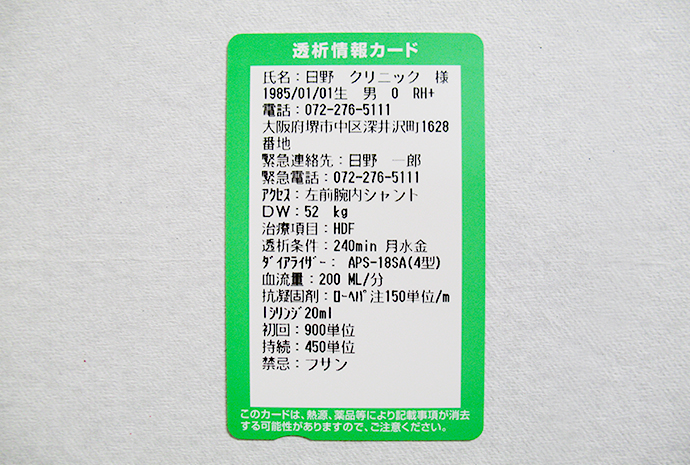 透析情報カード
氏名：日野　クリニック　様
1985/01/01生　男　O　RH+
電話：072-276-5111
大阪府堺市中区深井沢町1628
番地
緊急連絡先：日野　一郎
緊急電話：072-276-5111
ｱｸｾｽ：左前腕内シャント
DW：52　kg
治療項目：HDF
透析条件：240min 月水金
ﾀﾞｲｱﾗｲｻﾞｰ： APS-18SA(4型)
血流量：200 ML/分
抗凝固剤：ﾛｰﾍﾊﾟ注150単位/m
lｼﾘﾝｼﾞ20ml
初回：900単位
持続：450単位
禁忌：フサン
このカードは、熱源、薬品等により記載事項が消去
する可能性がありますので、ご注意ください。